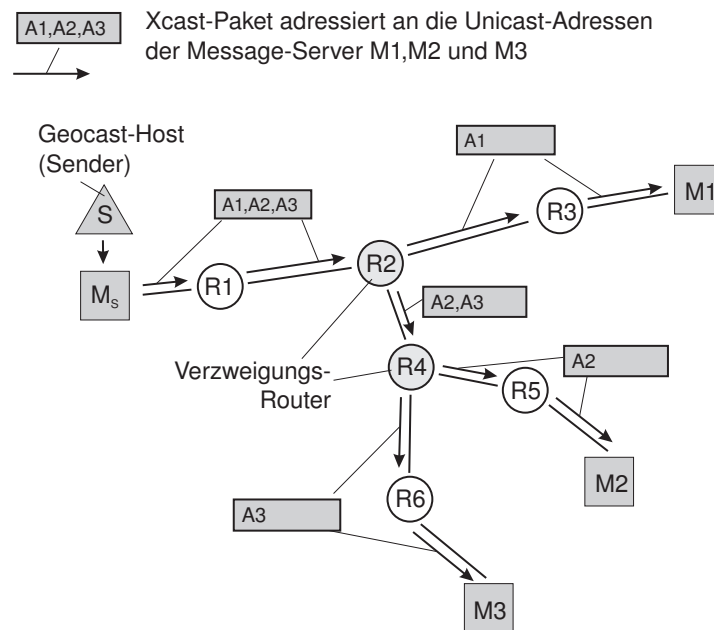 A1,A2,A3
Xcast-Paket adressiert an die Unicast-Adressen
der Message-Server M1,M2 und M3
Geocast-Host
(Sender)
S
Ms
A1,A2,A3
R1
R2
A1
R3
M1
A2,A3
Verzweigungs-
Router
R4
A2
R5
M2
R6
A3
M3